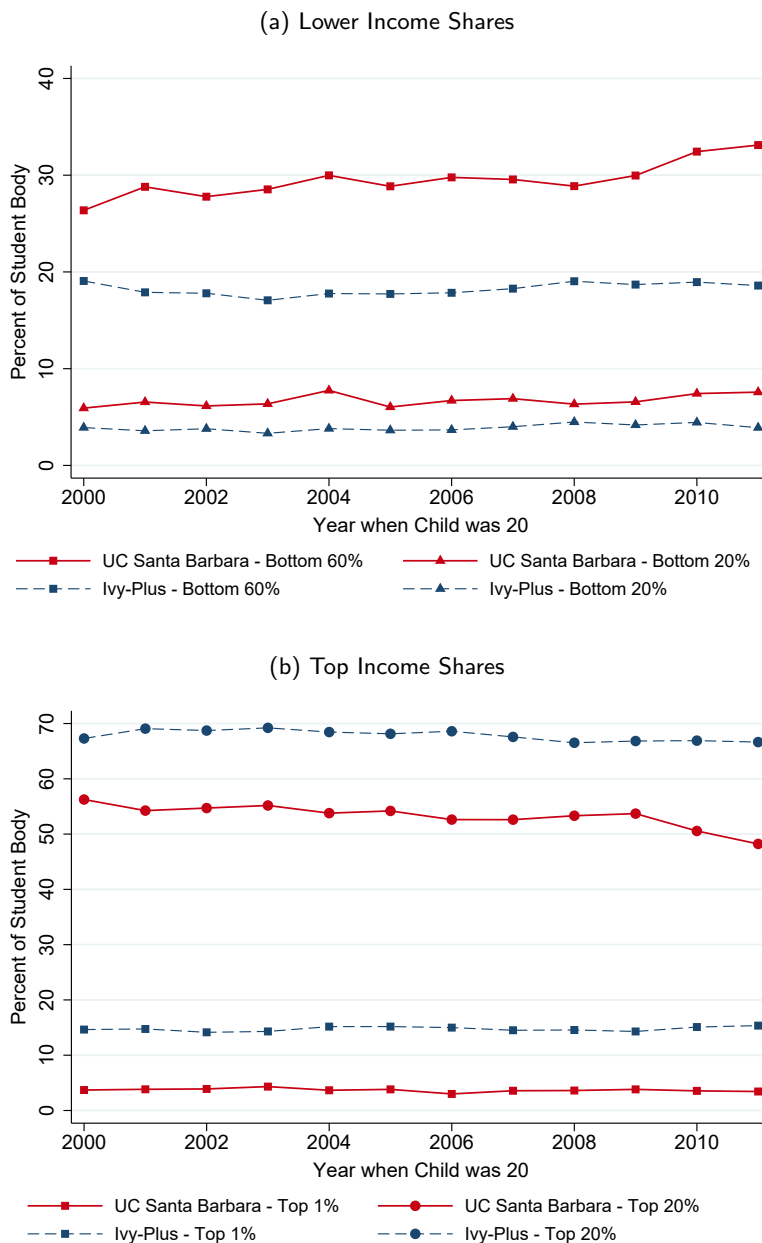 (a) Lower Income Shares
Percent of Student Body
40
30
20
10
0
2000 2002 2004 2006 2008 2010
Year when Child was 20
UC Santa Barbara - Bottom 60% UC Santa Barbara - Bottom 20%
Ivy-Plus - Bottom 60% Ivy-Plus - Bottom 20%
(b) Top Income Shares
Percent of Student Body
70
60
50
40
30
20
10
0
2000 2002 2004 2006 2008 2010
Year when Child was 20
UC Santa Barbara - Top 1% UC Santa Barbara - Top 20%
Ivy-Plus - Top 1% Ivy-Plus - Top 20%